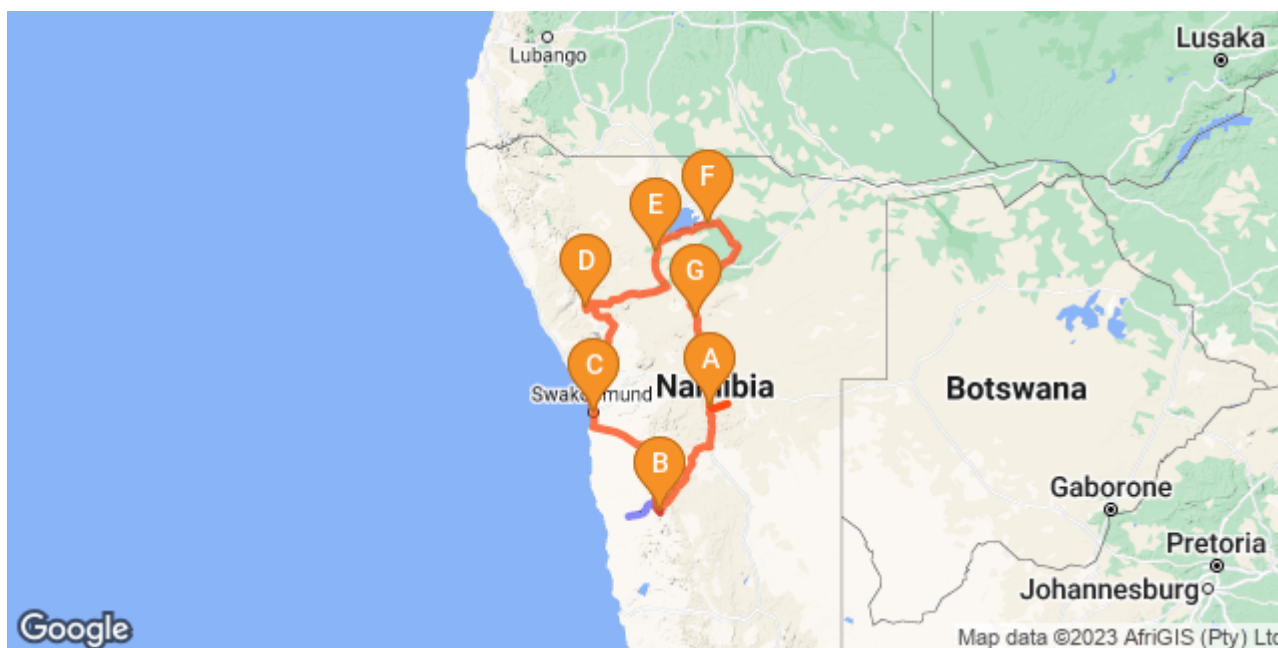 Lubango
Lusaka
F
E
D
G
A
C
Namibia
Swakopmund
Botswana
B
Gaborone
Pretoria
Johannesburg
Google
Map data ©2023 AfriGIS (Pty) Ltd